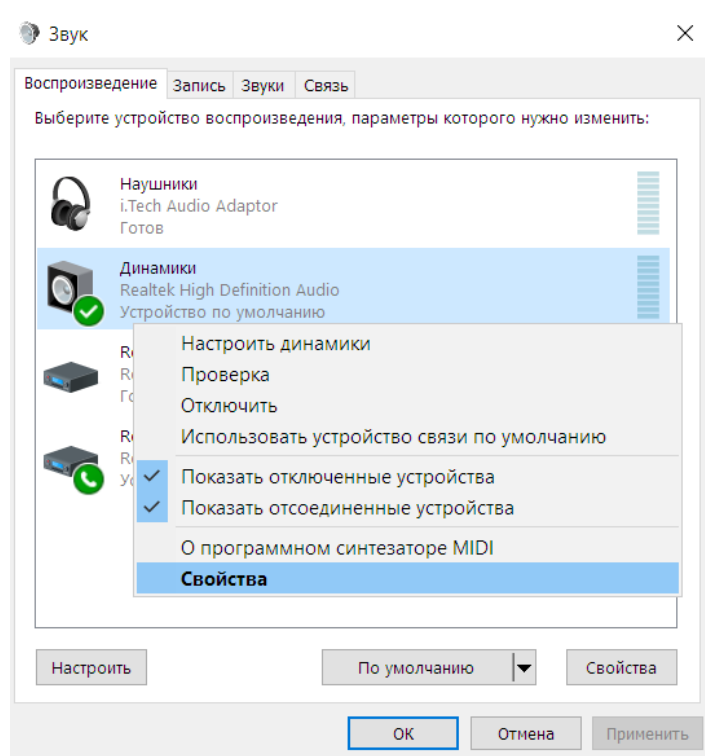 Звук
Воспроизведение Запись Звуки Связь
Выберите устройство воспроизведения, параметры которого нужно изменить:
Наушники
i.Tech Audio Adaptor
Готов
Динамики
Realtek High Definition Audio
Устройство по умолчанию
Настроить динамики
Проверка
Отключить
Использовать устройство связи по умолчанию
Показать отключенные устройства
Показать отсоединенные устройства
О программном синтезаторе MIDI
Свойства
Настроить По умолчанию Свойства
ОК Отмена Применить